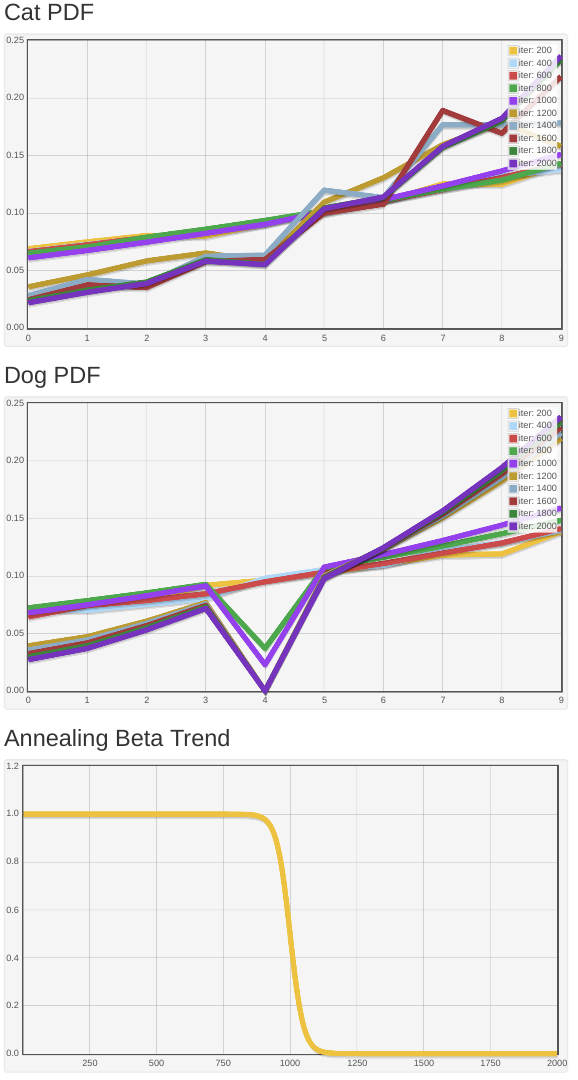 Cat PDF
0.25
0.20
0.15
0.10
0.05
0.00
0 1 2 3 4 5 6 7 8 9
iter: 200
iter: 400
iter: 600
iter: 800
iter: 1000
iter: 1200
iter: 1400
iter: 1600
iter: 1800
iter: 2000
Dog PDF
0.25
0.20
0.15
0.10
0.05
0.00
0 1 2 3 4 5 6 7 8 9
iter: 200
iter: 400
iter: 600
iter: 800
iter: 1000
iter: 1200
iter: 1400
iter: 1600
iter: 1800
iter: 2000
Annealing Beta Trend
1.2
1.0
0.8
0.6
0.4
0.2
0.0
250 500 750 1000 1250 1500 1750 2000